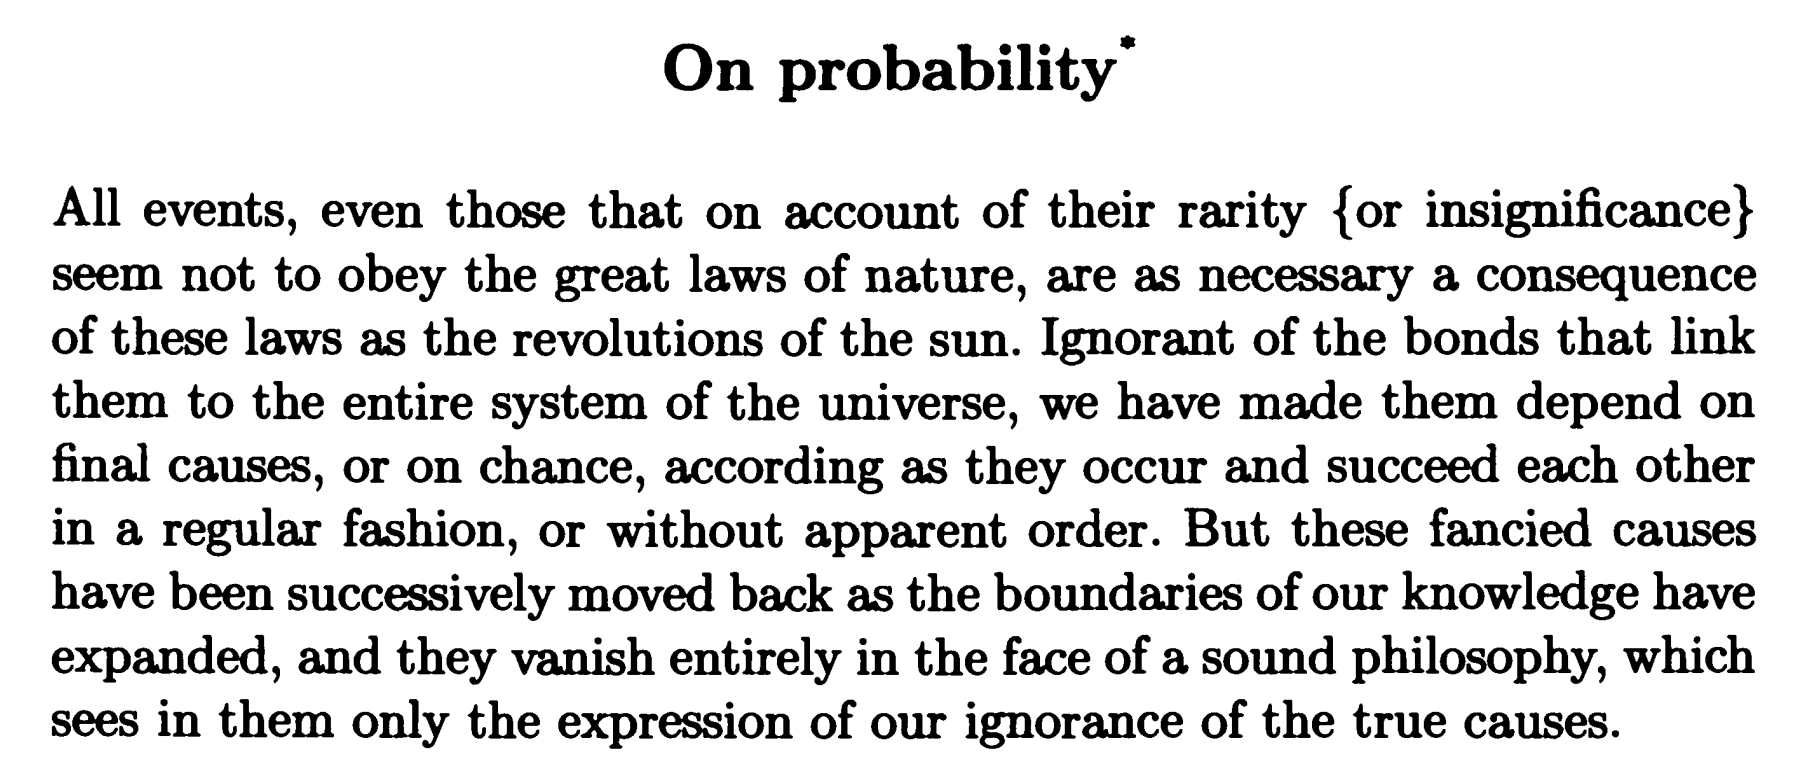 On probability*
All events, even those that on account of their rarity {or insignificance}
seem not to obey the great laws of nature, are as necessary a consequence
of these laws as the revolutions of the sun. Ignorant of the bonds that link
them to the entire system of the universe, we have made them depend on
final causes, or on chance, according as they occur and succeed each other
in a regular fashion, or without apparent order. But these fancied causes
have been successively moved back as the boundaries of our knowledge have
expanded, and they vanish entirely in the face of a sound philosophy, which
sees in them only the expression of our ignorance of the true causes.